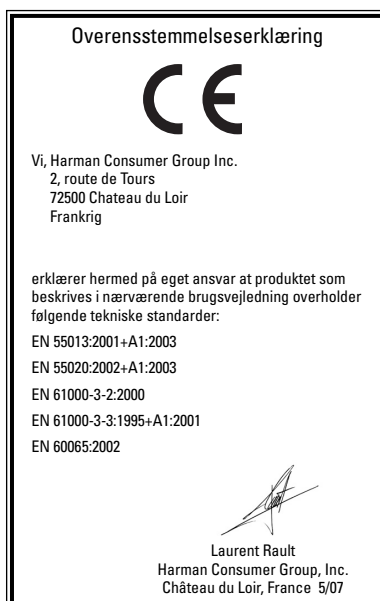 Overensstemmelseserklæring
CE
Vi, Harman Consumer Group Inc.
2, route de Tours
72500 Chateau du Loir
Frankrig
erklærer hermed på eget ansvar at produktet som
beskrives i nærværende brugsvejledning overholder
følgende tekniske standarder:
EN 55013:2001+A1:2003
EN 55020:2002+A1:2003
EN 61000-3-2:2000
EN 61000-3-3:1995+A1:2001
EN 60065:2002
Laurent Rault
Harman Consumer Group, Inc.
Château du Loir, France 5/07